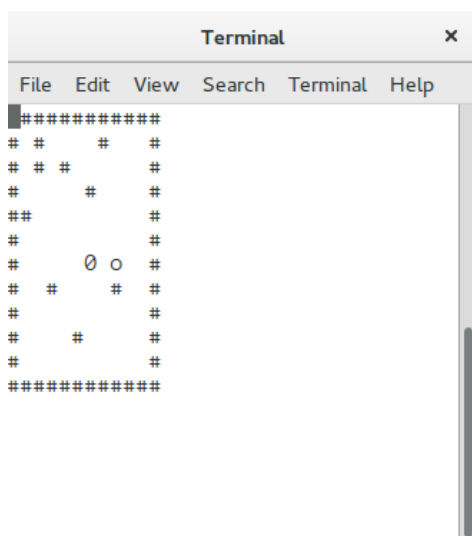 Terminal ×
File Edit View Search Terminal Help
 ###########
# #    #   #
# # #      #
#     #    #
##         #
#          #
#     0 o  #
#  #    #  #
#          #
#    #     #
#          #
############